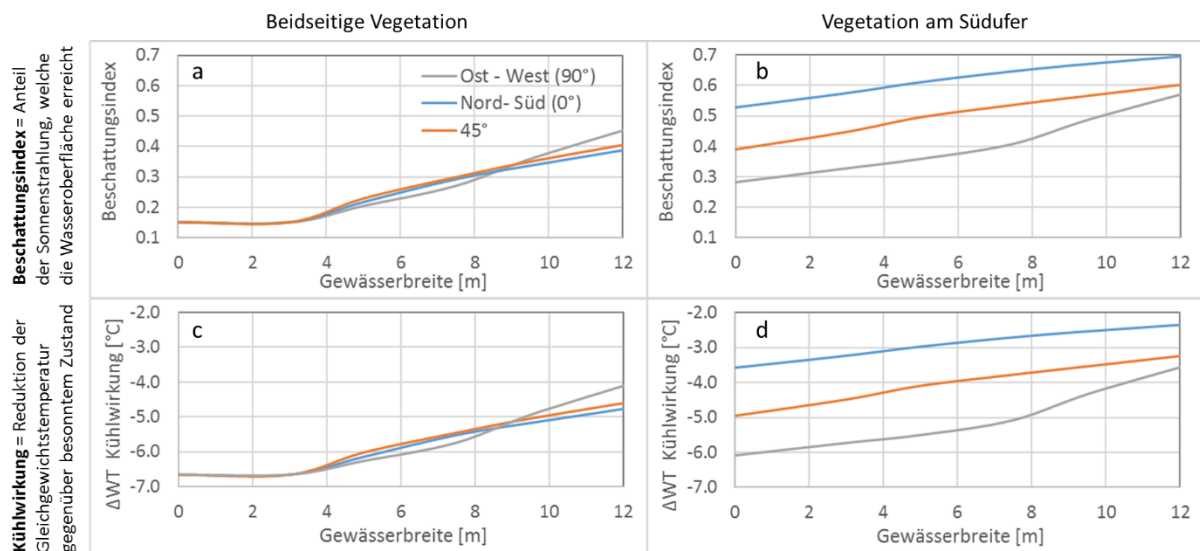 Beidseitige Vegetation
Vegetation am Südufer
Beschattungsindex = Anteil
der Sonnenstrahlung, welche
die Wasseroberfläche erreicht
Beschattungsindex
0.7
0.6
0.5
0.4
0.3
0.2
0.1
a
Ost - West (90°)
Nord- Süd (0°)
45°
0 2 4 6 8 10 12
Gewässerbreite [m]
Beschattungsindex
0.7
0.6
0.5
0.4
0.3
0.2
0.1
b
0 2 4 6 8 10 12
Gewässerbreite [m]
Kühlwirkung = Reduktion der
Gleichgewichtstemperatur
gegenüber besonntem Zustand
ΔWT Kühlwirkung [°C]
-2.0
-3.0
-4.0
-5.0
-6.0
-7.0
c
0 2 4 6 8 10 12
Gewässerbreite [m]
ΔWT Kühlwirkung [°C]
-2.0
-3.0
-4.0
-5.0
-6.0
-7.0
d
0 2 4 6 8 10 12
Gewässerbreite [m]